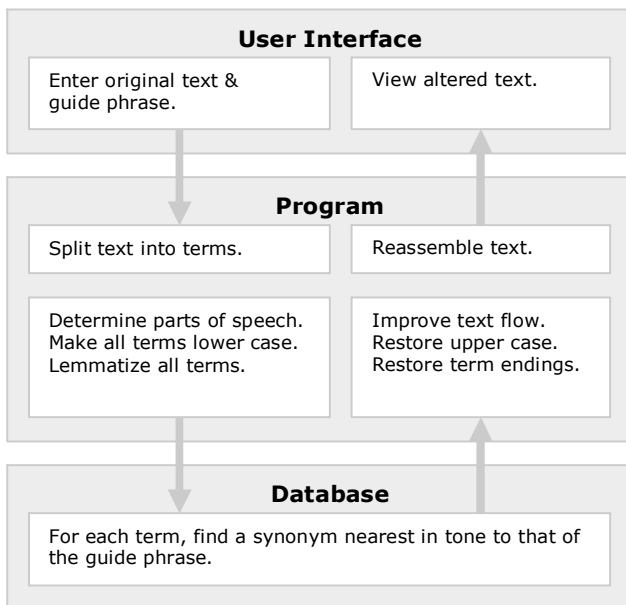 User Interface
Enter original text &
guide phrase.
View altered text.
Program
Split text into terms.
Reassemble text.
Determine parts of speech.
Make all terms lower case.
Lemmatize all terms.
Improve text flow.
Restore upper case.
Restore term endings.
Database
For each term, find a synonym nearest in tone to that of
the guide phrase.